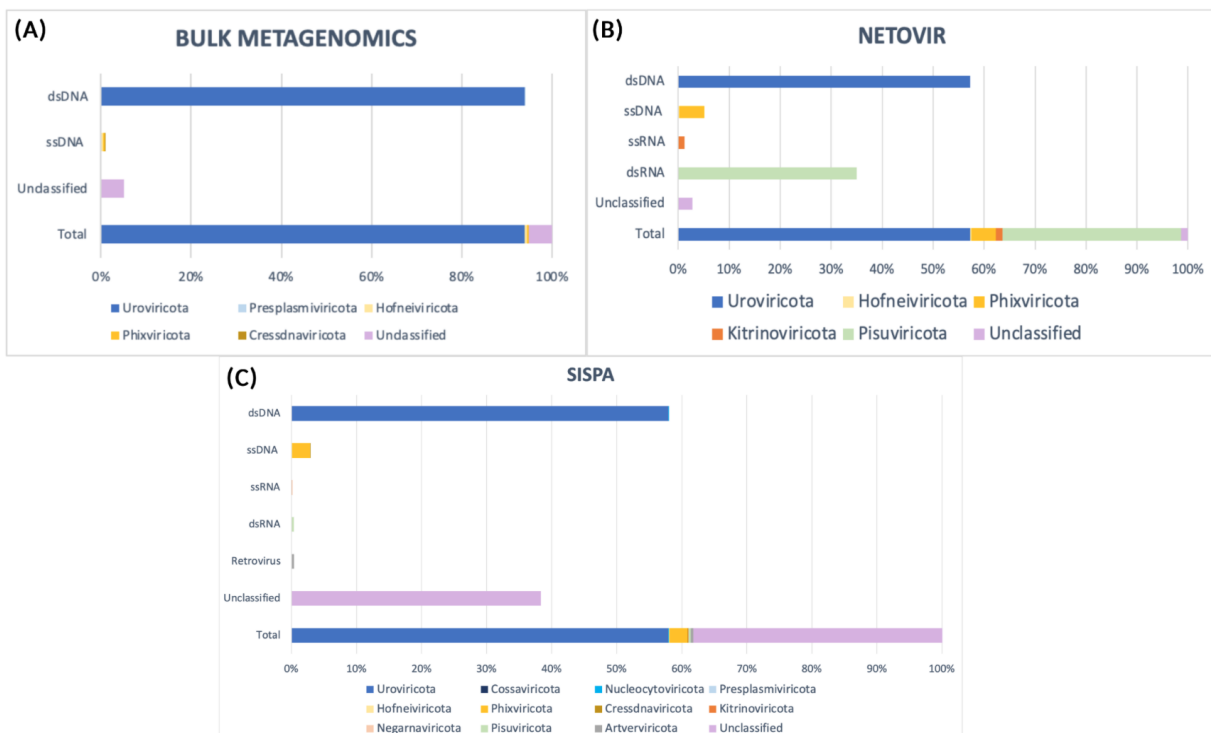 (A)
BULK METAGENOMICS
dsDNA
ssDNA
Undassified
Total
0% 20% 40% 60% 80% 100%
Uroviricota Presplasmiviricota Hofneiviricota
Phixviricota Cressdnaviricota Undassified
(B)
NETOVIR
dsDNA
ssDNA
ssRNA
dsRNA
Unclassified
Total
0% 10% 20% 30% 40% 50% 60% 70% 80% 90% 100%
Uroviricota Hofneiviricota Phixviricota
Kitrinoviricota Pisuviricota Unclassified
(C)
SISPA
dsDNA
ssDNA
ssRNA
dsRNA
Retrovirus
Unclassified
Total
0% 10% 20% 30% 40% 50% 60% 70% 80% 90% 100%
Uroviricota Cossaviricota Nucleocytoviricota Presplasmiviricota
Hofneiviricota Phixviricota Cressdnaviricota Kitrinoviricota
Negarnaviricota Pisuviricota Artverviricota Unclassified